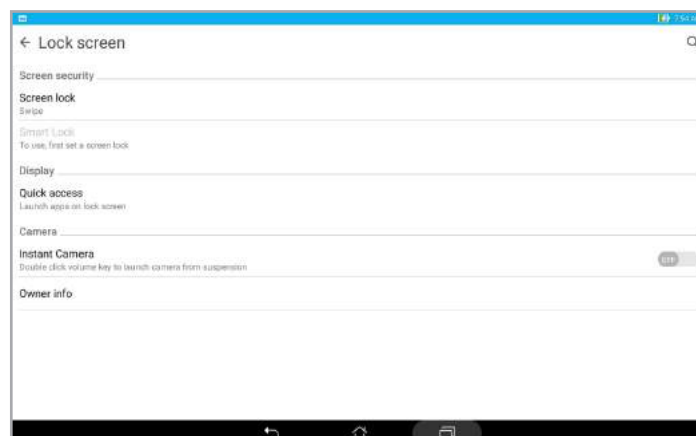 Lock screen
Screen security
Screen lock
Swipe
Smart Lock
To use, first set a screen lock
Display
Quick access
Launch apps on lock screen
Camera
Instant Camera
Double click volume key to launch camera from suspension
OFF
Owner info